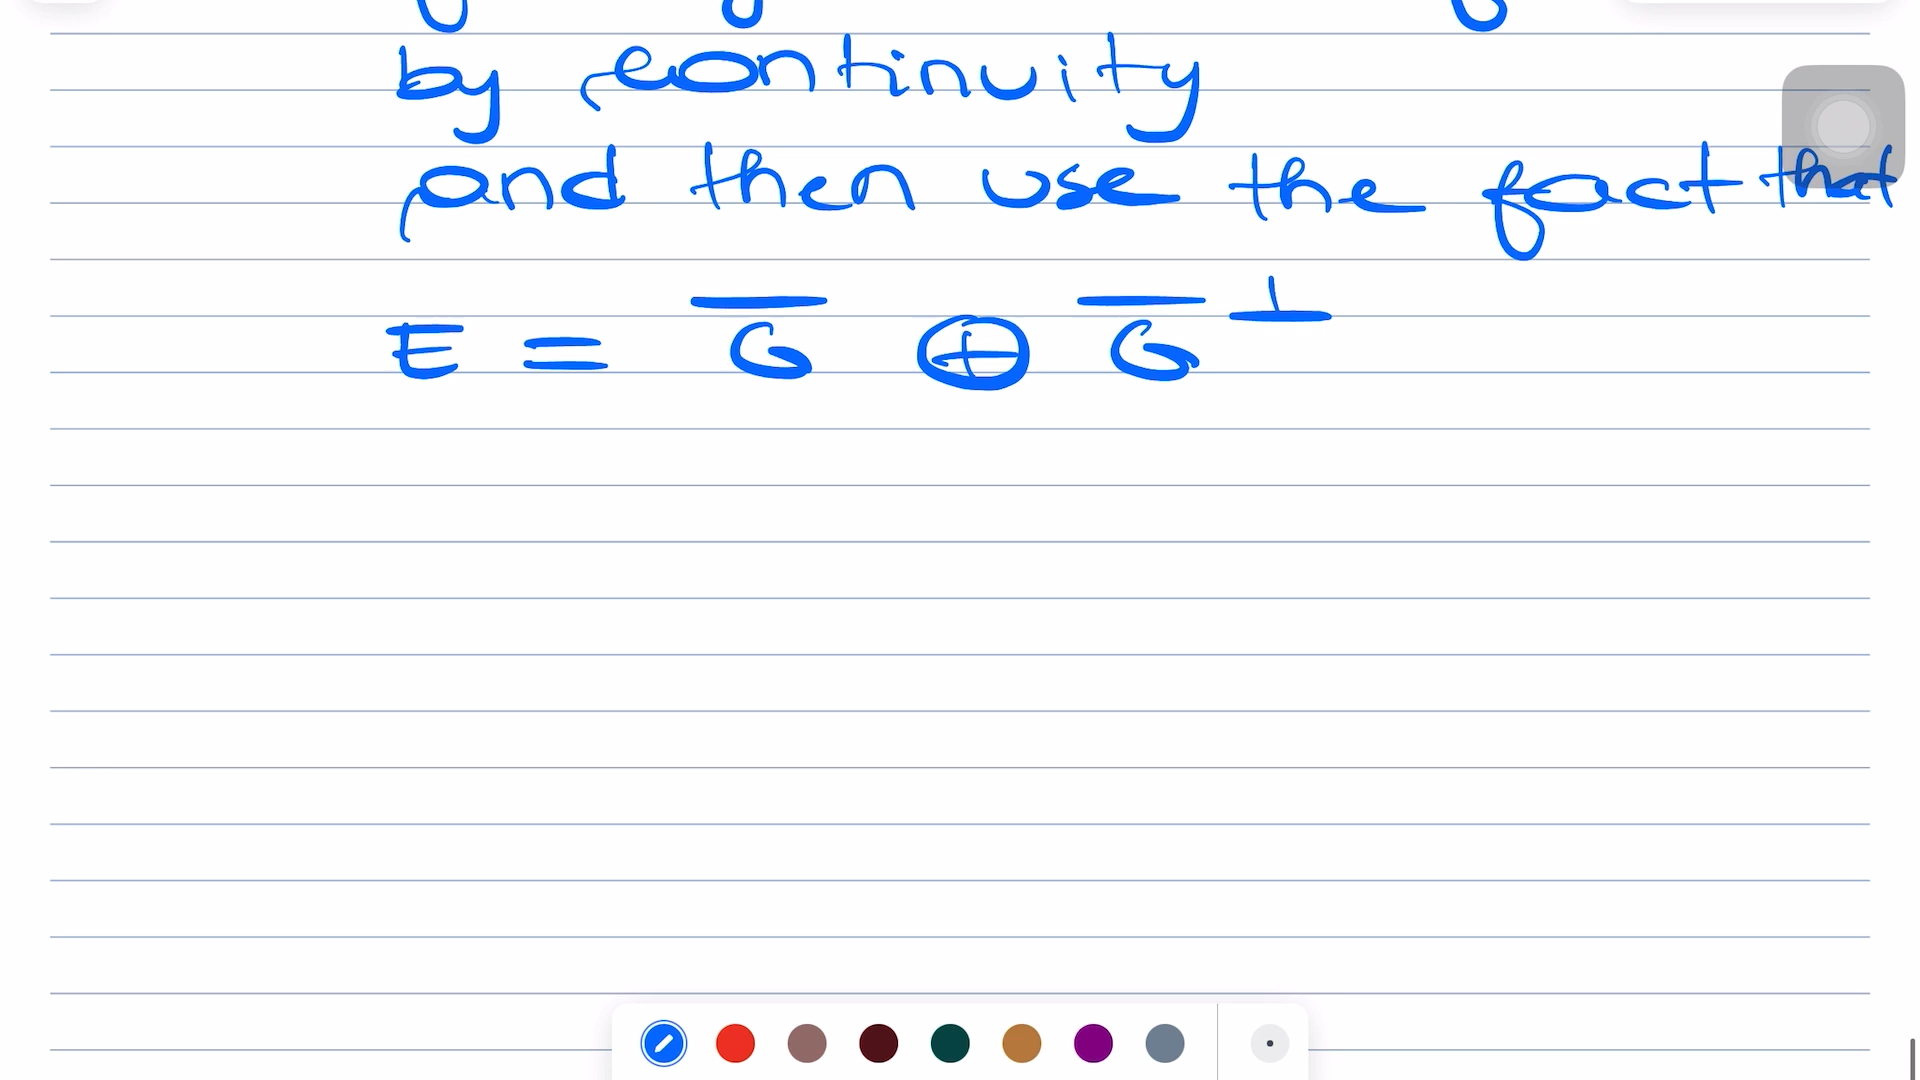 by continuity
and then use the fact that
E = G̅ ⊕ G̅ ⊥